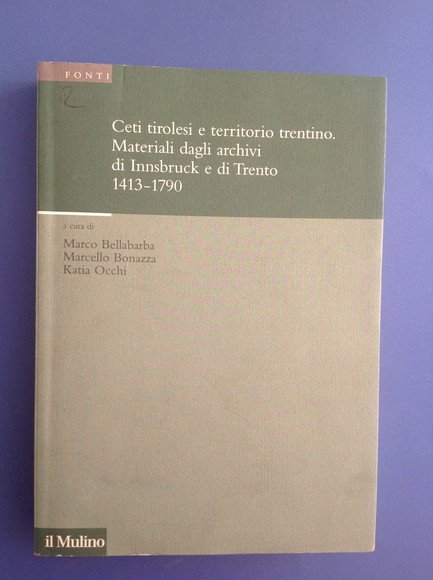 FONTI
Ceti tirolesi e territorio trentino.
Materiali dagli archivi
di Innsbruck e di Trento
1413-1790
a cura di
Marco Bellabarba
Marcello Bonazza
Katia Occhi
il Mulino